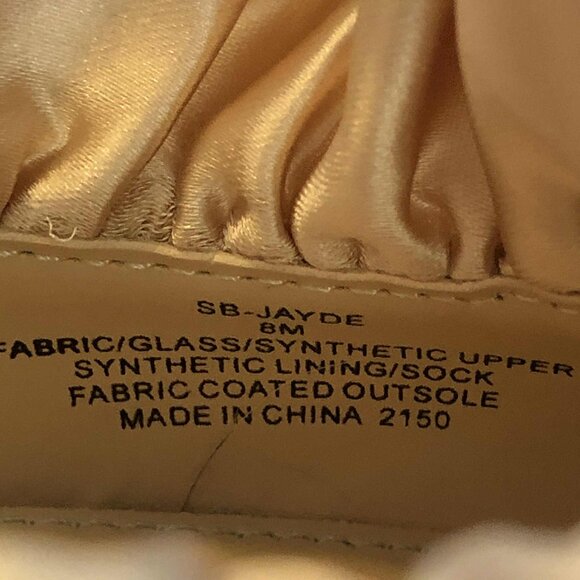 SB-JAYDE
8M
FABRIC/GLASS/SYNTHETIC UPPER
SYNTHETIC LINING/SOCK
FABRIC COATED OUTSOLE
MADE IN CHINA 2150